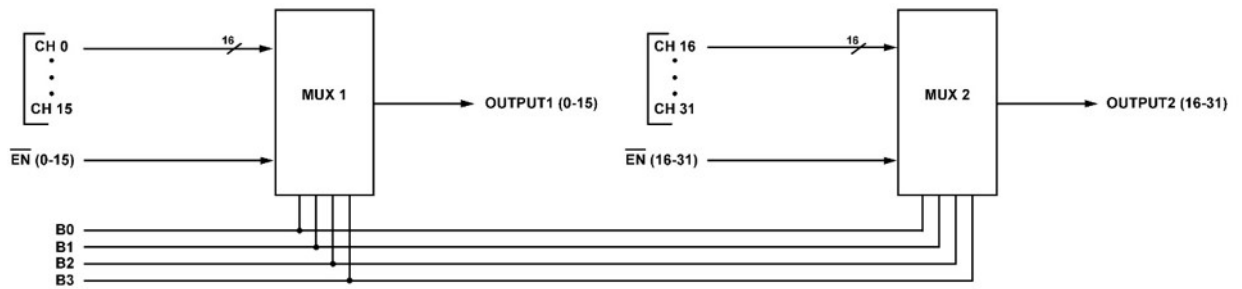 CH 0
16
CH 15
MUX 1
OUTPUT1 (0-15)
EN (0-15)
CH 16
16
CH 31
MUX 2
OUTPUT2 (16-31)
EN (16-31)
B0
B1
B2
B3